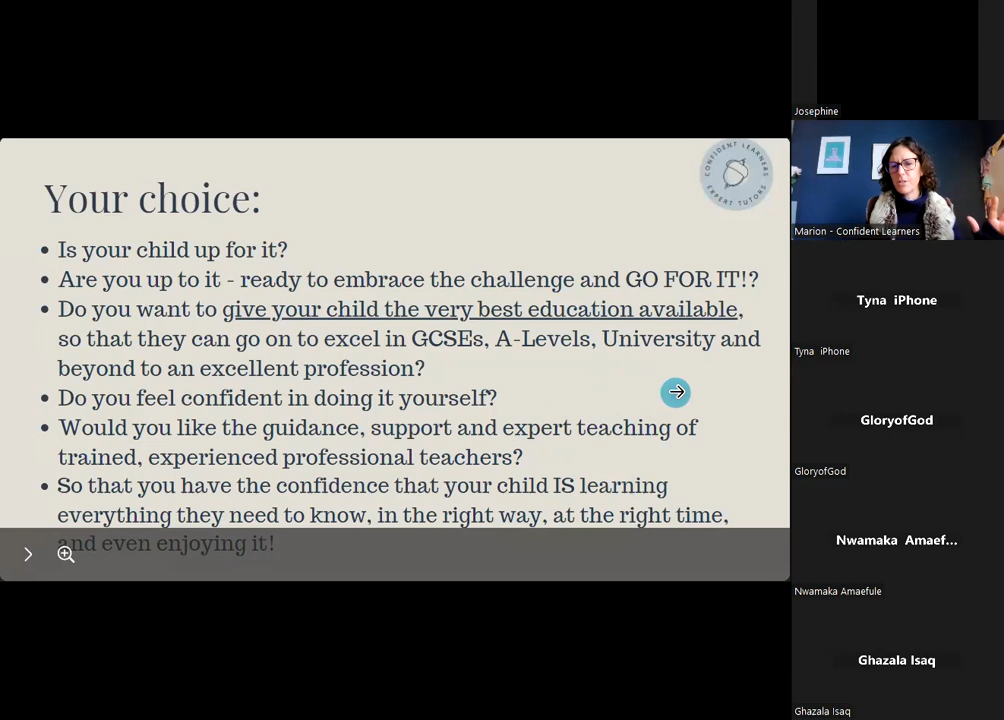 Your choice:
• Is your child up for it?
• Are you up to it - ready to embrace the challenge and GO FOR IT!?
• Do you want to give your child the very best education available,
so that they can go on to excel in GCSEs, A-Levels, University and
beyond to an excellent profession?
• Do you feel confident in doing it yourself?
• Would you like the guidance, support and expert teaching of
trained, experienced professional teachers?
• So that you have the confidence that your child IS learning
everything they need to know, in the right way, at the right time,
and even enjoying it!
CONFIDENT LEARNERS
EXPERT TUTORS
Josephine
Marion - Confident Learners
Tyna iPhone
Tyna iPhone
GloryofGod
GloryofGod
Nwamaka Amaef...
Nwamaka Amaefule
Ghazala Isaq
Ghazala Isaq